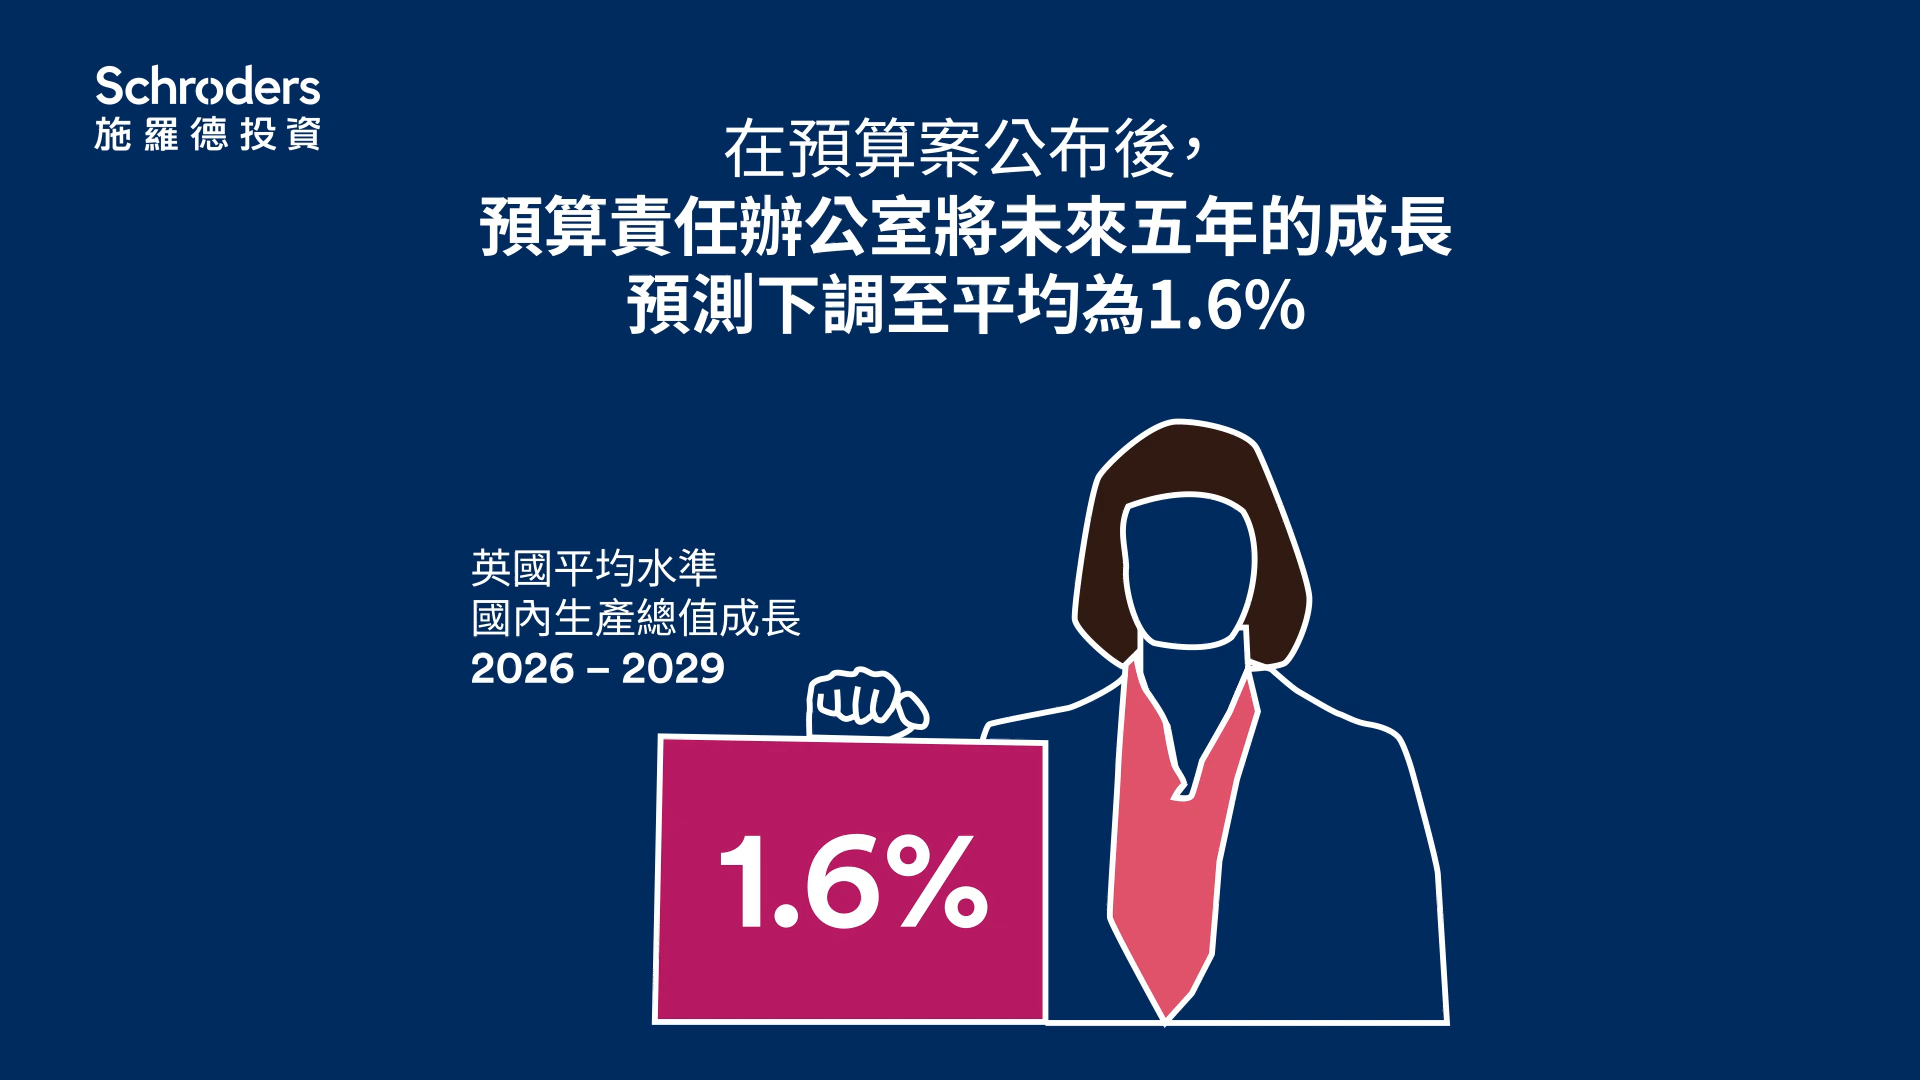 Schroders
施羅德投資
在預算案公布後，
預算責任辦公室將未來五年的成長
預測下調至平均為1.6%
英國平均水準
國內生產總值成長
2026 – 2029
1.6%